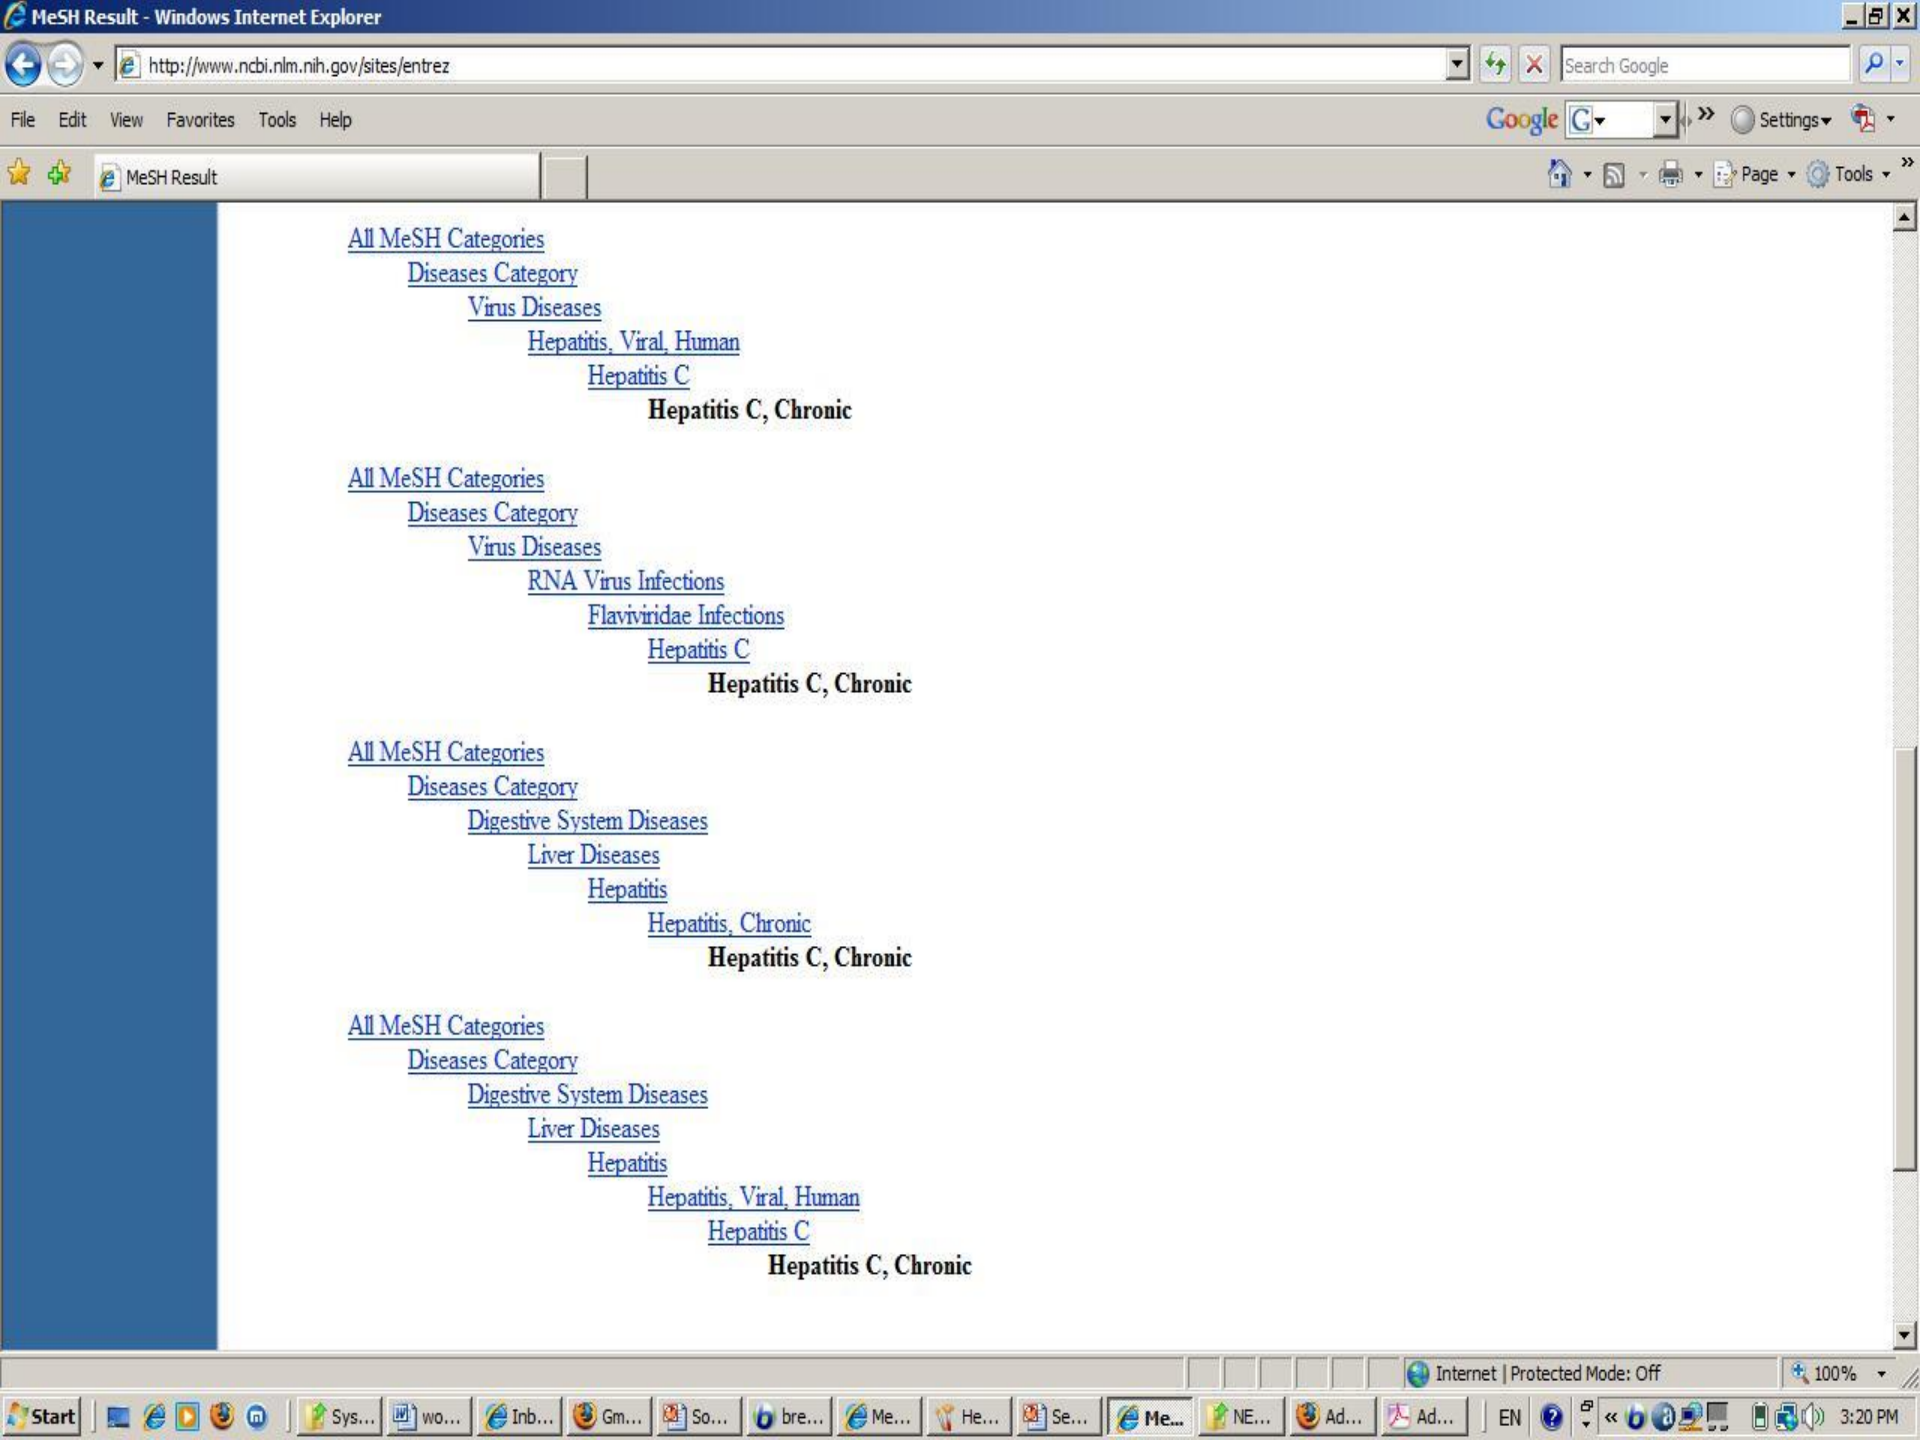 MeSH Result - Windows Internet Explorer
http://www.ncbi.nlm.nih.gov/sites/entrez
Search Google
File Edit View Favorites Tools Help
Google G Settings
MeSH Result
Page Tools
All MeSH Categories
Diseases Category
Virus Diseases
Hepatitis, Viral, Human
Hepatitis C
Hepatitis C, Chronic
All MeSH Categories
Diseases Category
Virus Diseases
RNA Virus Infections
Flaviviridae Infections
Hepatitis C
Hepatitis C, Chronic
All MeSH Categories
Diseases Category
Digestive System Diseases
Liver Diseases
Hepatitis
Hepatitis, Chronic
Hepatitis C, Chronic
All MeSH Categories
Diseases Category
Digestive System Diseases
Liver Diseases
Hepatitis
Hepatitis, Viral, Human
Hepatitis C
Hepatitis C, Chronic
Internet | Protected Mode: Off 100%
Start Sys... wo... Inb... Gm... So... bre... Me... He... Se... Me... NE... Ad... Ad... EN 3:20 PM